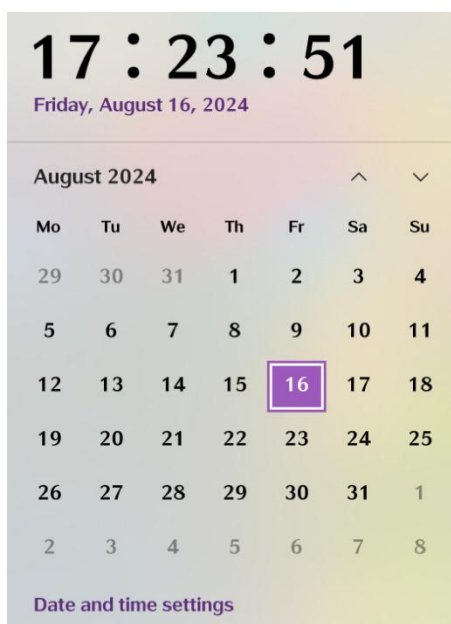 17 : 23 : 51
Friday, August 16, 2024
August 2024
Mo Tu We Th Fr Sa Su
29 30 31 1 2 3 4
5 6 7 8 9 10 11
12 13 14 15 16 17 18
19 20 21 22 23 24 25
26 27 28 29 30 31 1
2 3 4 5 6 7 8
Date and time settings